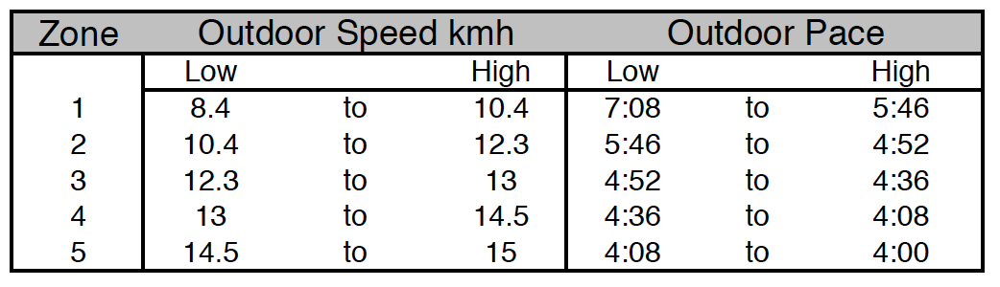 Zone Outdoor Speed kmh Outdoor Pace
Low High Low High
1 8.4 to 10.4 7:08 to 5:46
2 10.4 to 12.3 5:46 to 4:52
3 12.3 to 13 4:52 to 4:36
4 13 to 14.5 4:36 to 4:08
5 14.5 to 15 4:08 to 4:00